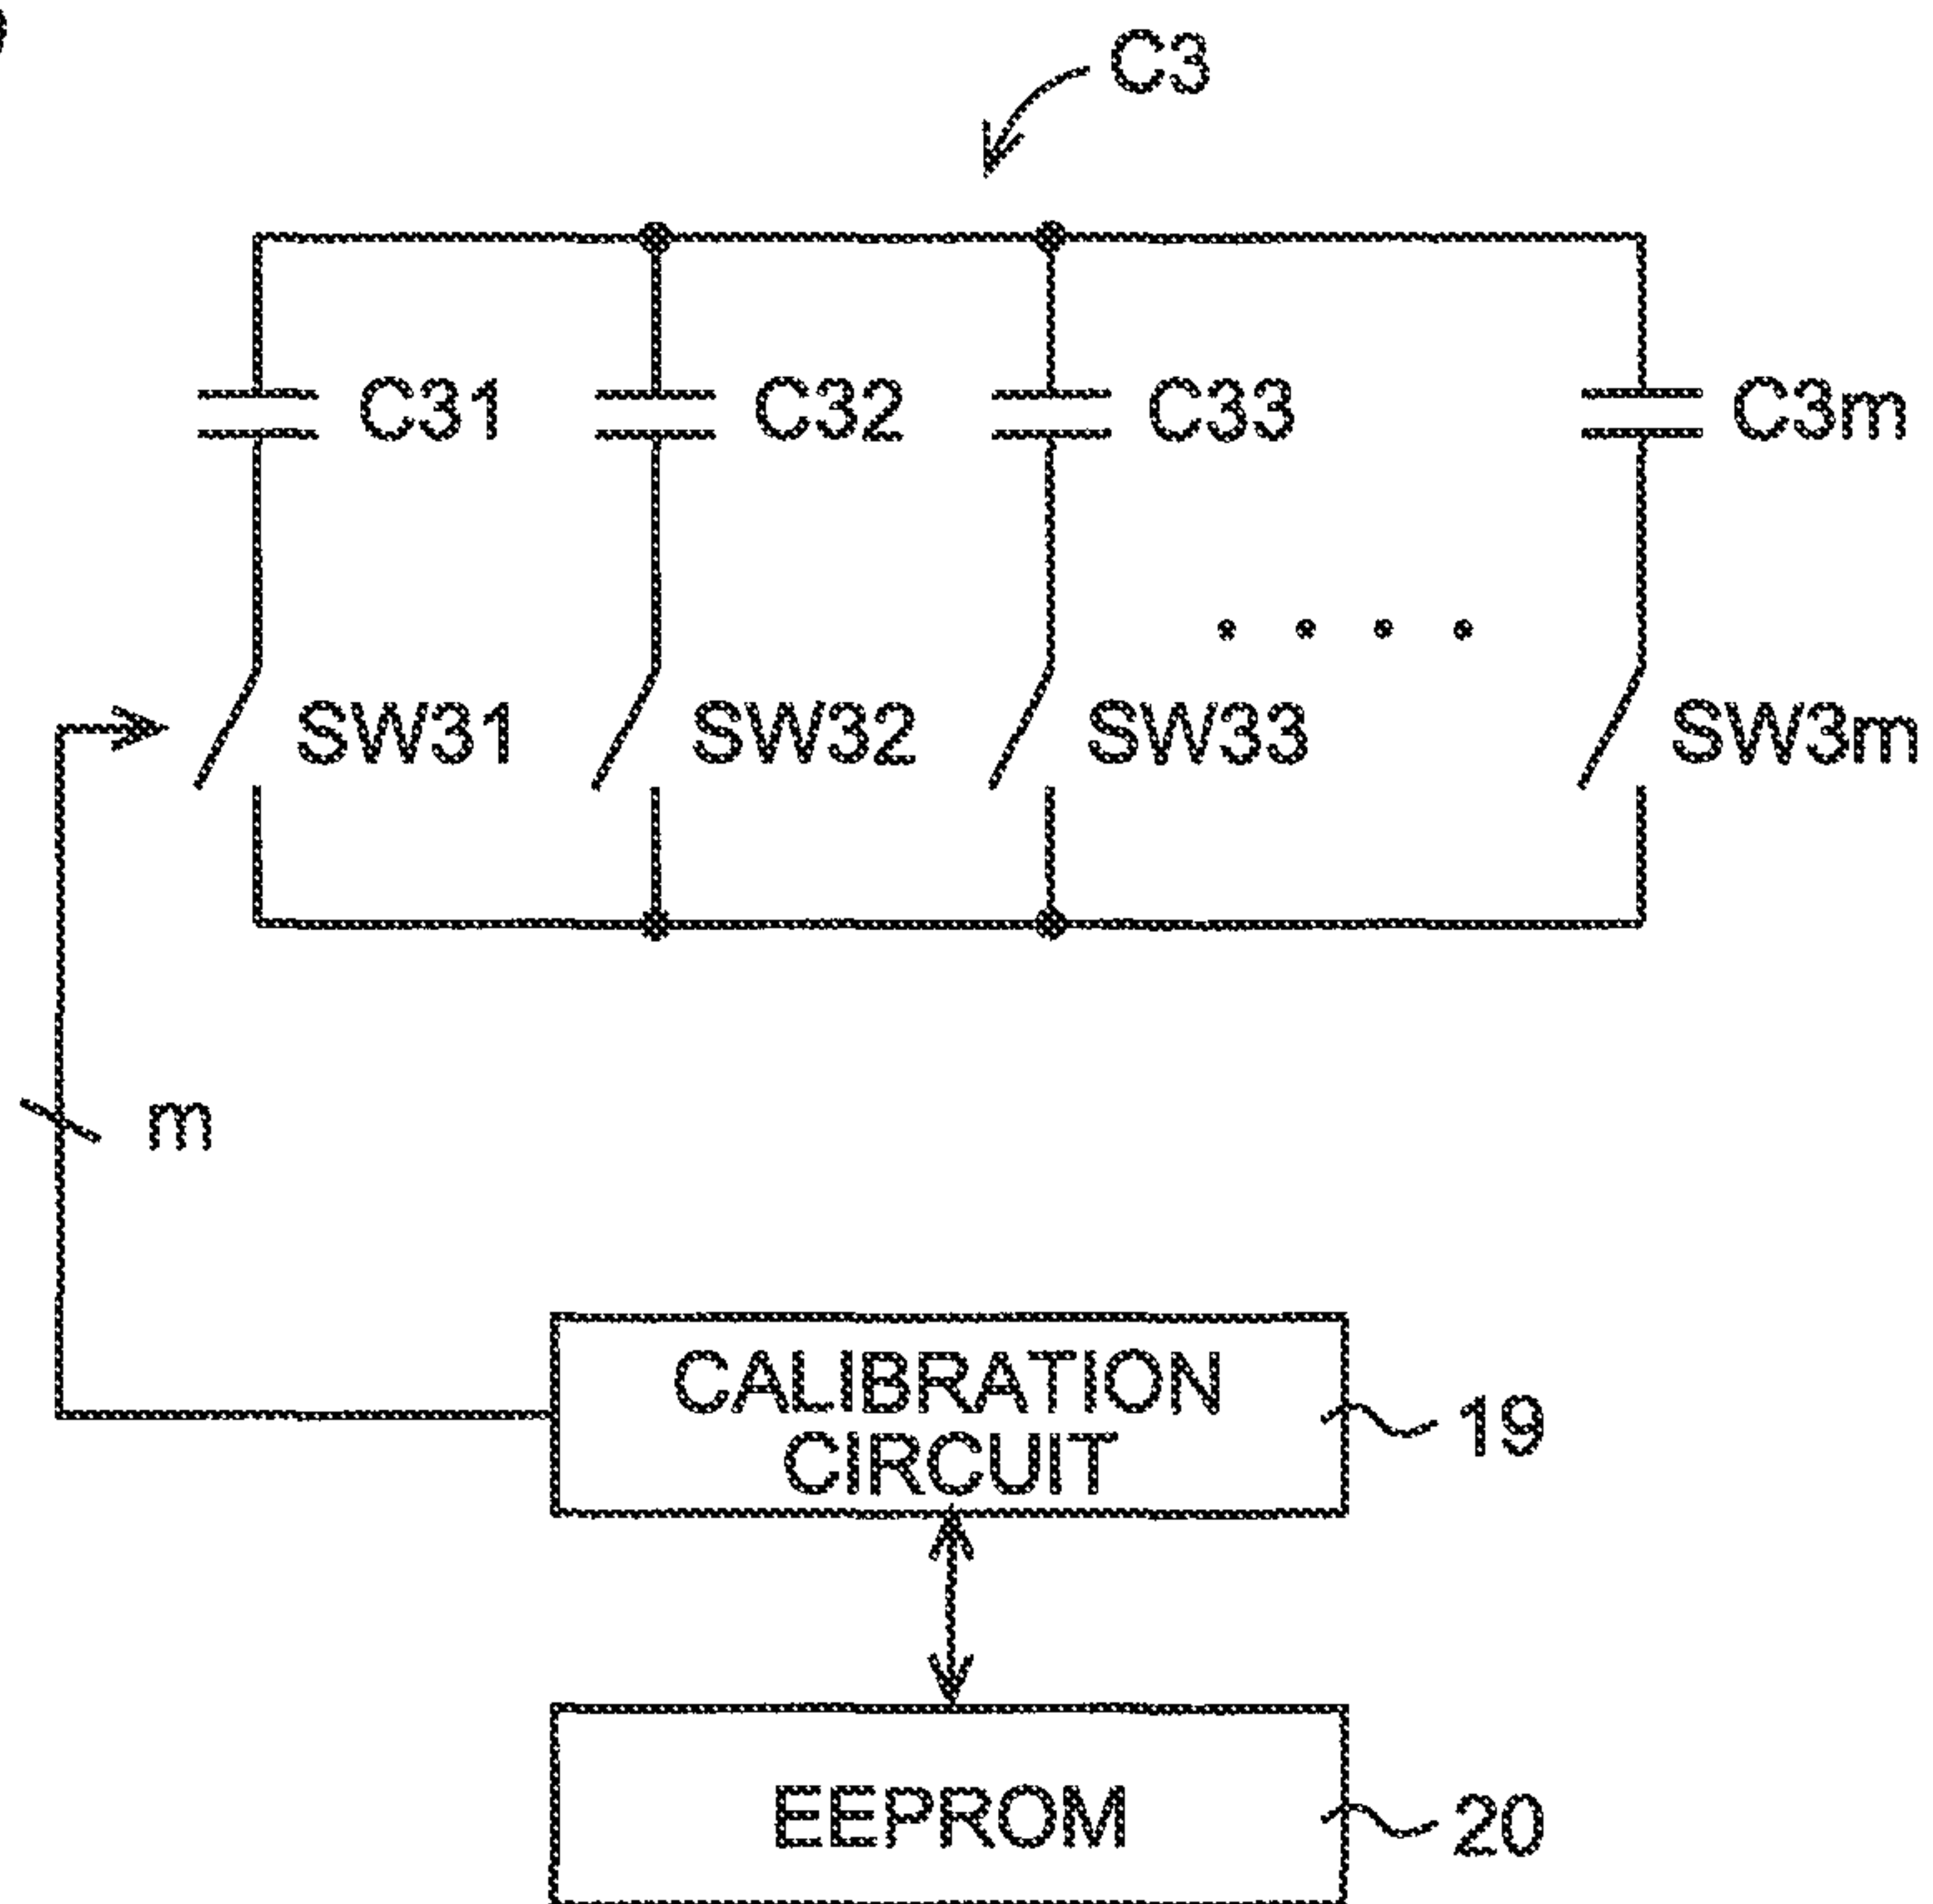 C3
C31 C32 C33 C3m
SW31 SW32 SW33 SW3m
m
CALIBRATION
CIRCUIT
19
EEPROM
20